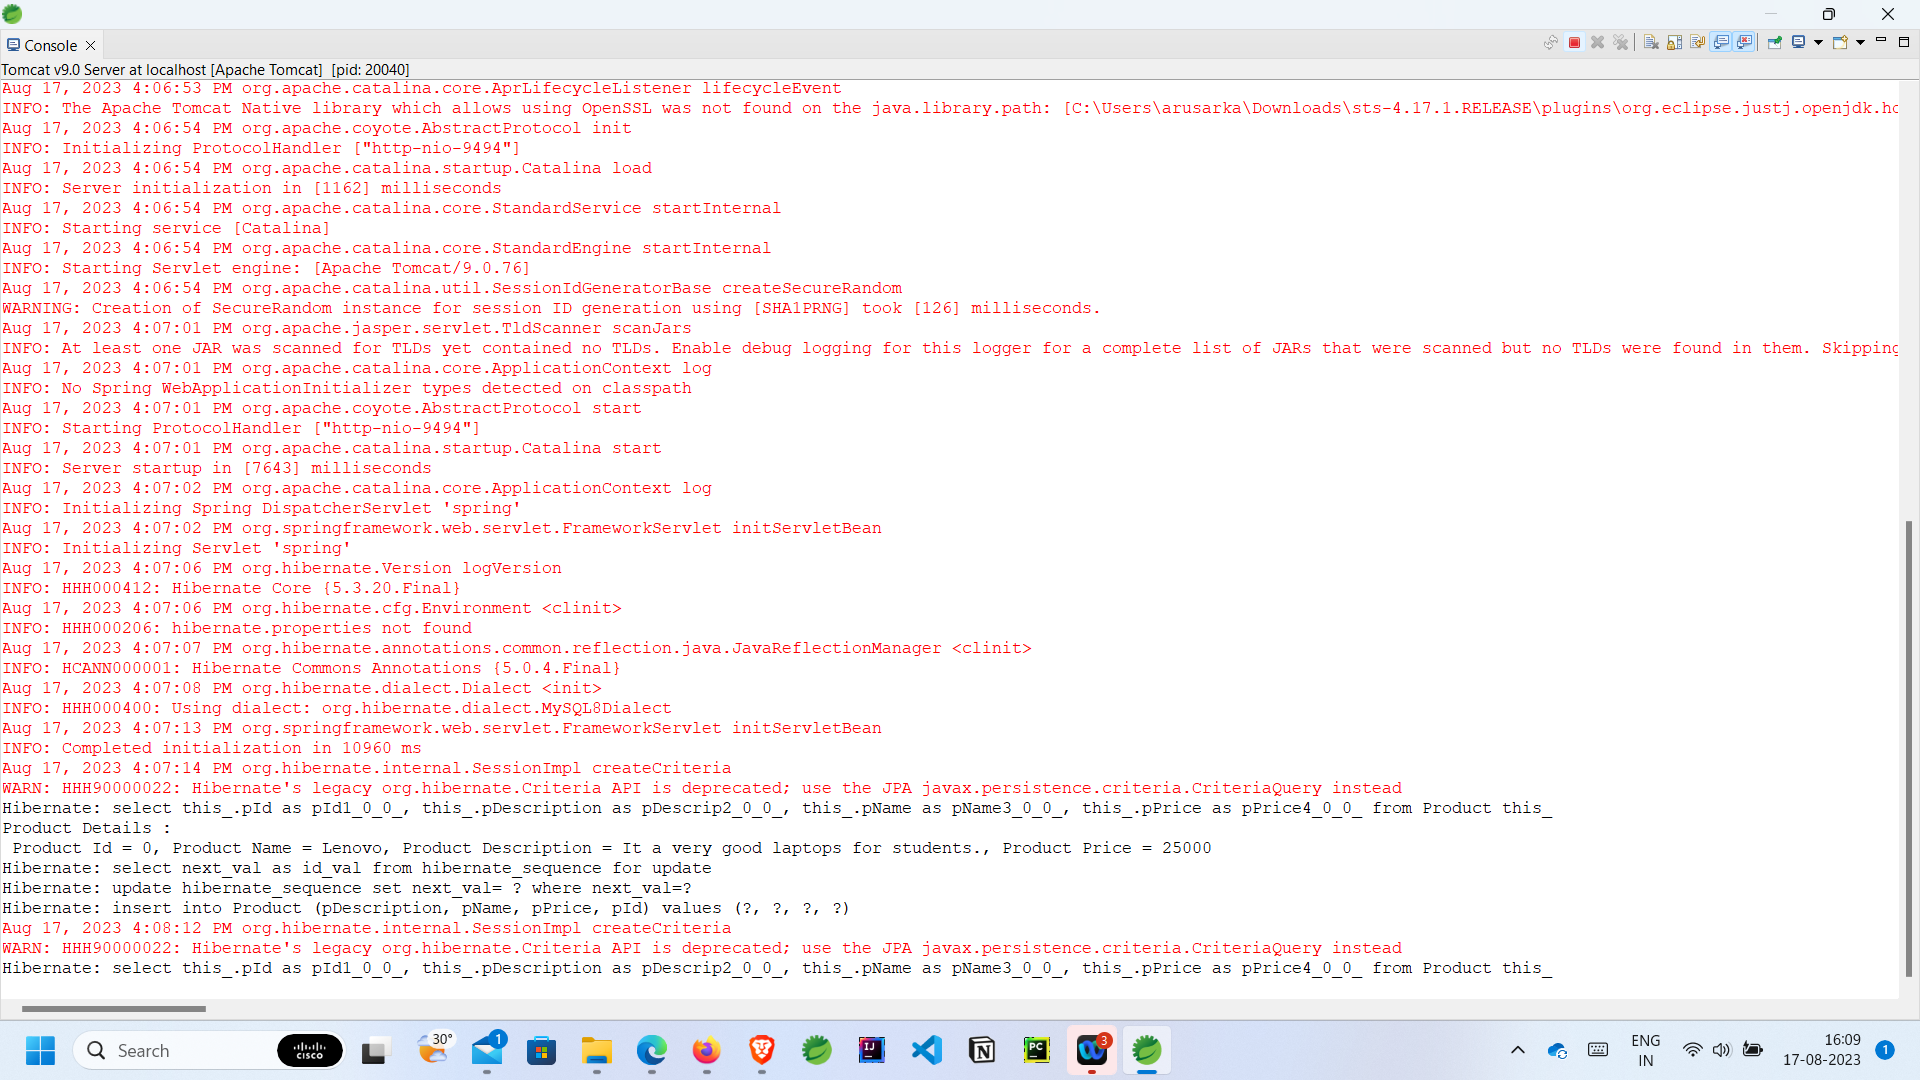 Console
Tomcat v9.0 Server at localhost [Apache Tomcat] [pid: 20040]
Aug 17, 2023 4:06:53 PM org.apache.catalina.core.AprLifecycleListener lifecycleEvent
INFO: The Apache Tomcat Native library which allows using OpenSSL was not found on the java.library.path: [C:\Users\arusarka\Downloads\sts-4.17.1.RELEASE\plugins\org.eclipse.justj.openjdk.ho
Aug 17, 2023 4:06:54 PM org.apache.coyote.AbstractProtocol init
INFO: Initializing ProtocolHandler ["http-nio-9494"]
Aug 17, 2023 4:06:54 PM org.apache.catalina.startup.Catalina load
INFO: Server initialization in [1162] milliseconds
Aug 17, 2023 4:06:54 PM org.apache.catalina.core.StandardService startInternal
INFO: Starting service [Catalina]
Aug 17, 2023 4:06:54 PM org.apache.catalina.core.StandardEngine startInternal
INFO: Starting Servlet engine: [Apache Tomcat/9.0.76]
Aug 17, 2023 4:06:54 PM org.apache.catalina.util.SessionIdGeneratorBase createSecureRandom
WARNING: Creation of SecureRandom instance for session ID generation using [SHA1PRNG] took [126] milliseconds.
Aug 17, 2023 4:07:01 PM org.apache.jasper.servlet.TldScanner scanJars
INFO: At least one JAR was scanned for TLDs yet contained no TLDs. Enable debug logging for this logger for a complete list of JARs that were scanned but no TLDs were found in them. Skipping
Aug 17, 2023 4:07:01 PM org.apache.catalina.core.ApplicationContext log
INFO: No Spring WebApplicationInitializer types detected on classpath
Aug 17, 2023 4:07:01 PM org.apache.coyote.AbstractProtocol start
INFO: Starting ProtocolHandler ["http-nio-9494"]
Aug 17, 2023 4:07:01 PM org.apache.catalina.startup.Catalina start
INFO: Server startup in [7643] milliseconds
Aug 17, 2023 4:07:02 PM org.apache.catalina.core.ApplicationContext log
INFO: Initializing Spring DispatcherServlet 'spring'
Aug 17, 2023 4:07:02 PM org.springframework.web.servlet.FrameworkServlet initServletBean
INFO: Initializing Servlet 'spring'
Aug 17, 2023 4:07:06 PM org.hibernate.Version logVersion
INFO: HHH000412: Hibernate Core {5.3.20.Final}
Aug 17, 2023 4:07:06 PM org.hibernate.cfg.Environment <clinit>
INFO: HHH000206: hibernate.properties not found
Aug 17, 2023 4:07:07 PM org.hibernate.annotations.common.reflection.java.JavaReflectionManager <clinit>
INFO: HCANN000001: Hibernate Commons Annotations {5.0.4.Final}
Aug 17, 2023 4:07:08 PM org.hibernate.dialect.Dialect <init>
INFO: HHH000400: Using dialect: org.hibernate.dialect.MySQL8Dialect
Aug 17, 2023 4:07:13 PM org.springframework.web.servlet.FrameworkServlet initServletBean
INFO: Completed initialization in 10960 ms
Aug 17, 2023 4:07:14 PM org.hibernate.internal.SessionImpl createCriteria
WARN: HHH90000022: Hibernate's legacy org.hibernate.Criteria API is deprecated; use the JPA javax.persistence.criteria.CriteriaQuery instead
Hibernate: select this_.pId as pId1_0_0_, this_.pDescription as pDescrip2_0_0_, this_.pName as pName3_0_0_, this_.pPrice as pPrice4_0_0_ from Product this_
Product Details :
Product Id = 0, Product Name = Lenovo, Product Description = It a very good laptops for students., Product Price = 25000
Hibernate: select next_val as id_val from hibernate_sequence for update
Hibernate: update hibernate_sequence set next_val= ? where next_val=?
Hibernate: insert into Product (pDescription, pName, pPrice, pId) values (?, ?, ?, ?)
Aug 17, 2023 4:08:12 PM org.hibernate.internal.SessionImpl createCriteria
WARN: HHH90000022: Hibernate's legacy org.hibernate.Criteria API is deprecated; use the JPA javax.persistence.criteria.CriteriaQuery instead
Hibernate: select this_.pId as pId1_0_0_, this_.pDescription as pDescrip2_0_0_, this_.pName as pName3_0_0_, this_.pPrice as pPrice4_0_0_ from Product this_
Search
CISCO
30°
1
IJ
N
PC
3
ENG
IN
16:09
17-08-2023
1